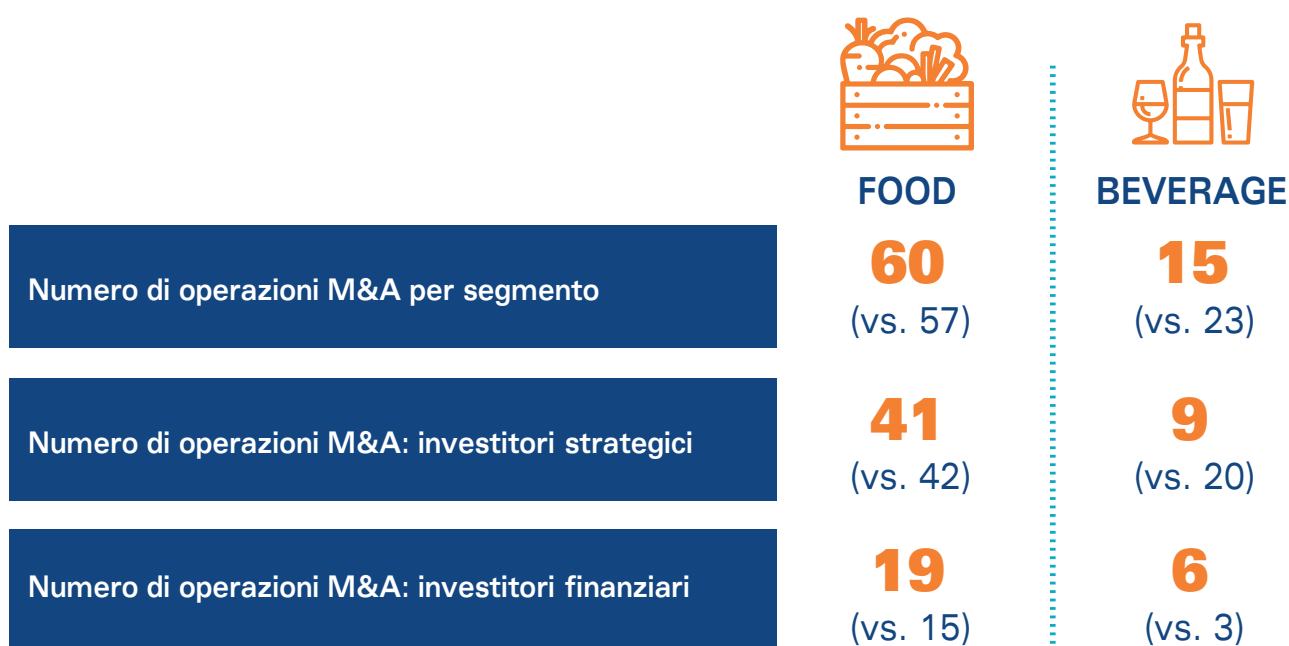 FOOD BEVERAGE
Numero di operazioni M&A per segmento 60 15
(vs. 57) (vs. 23)
Numero di operazioni M&A: investitori strategici 41 9
(vs. 42) (vs. 20)
Numero di operazioni M&A: investitori finanziari 19 6
(vs. 15) (vs. 3)